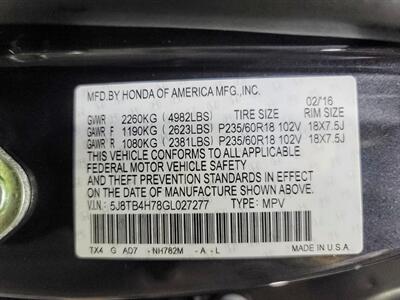 MFD.BY HONDA OF AMERICA MFG.,INC.
02/16
GVWR 2260KG (4982LBS) TIRE SIZE RIM SIZE
GAWR F 1190KG (2623LBS) P235/60R18 102V 18X7.5J
GAWR R 1080KG (2381LBS) P235/60R18 102V 18X7.5J
THIS VEHICLE CONFORMS TO ALL APPLICABLE
FEDERAL MOTOR VEHICLE SAFETY
STANDARDS IN EFFECT
ON THE DATE OF MANUFACTURE SHOWN ABOVE.
V.I.N.: 5J8TB4H78GL027277 TYPE: MPV
TX4 G A07 -NH782M -A -L MADE IN U.S.A.